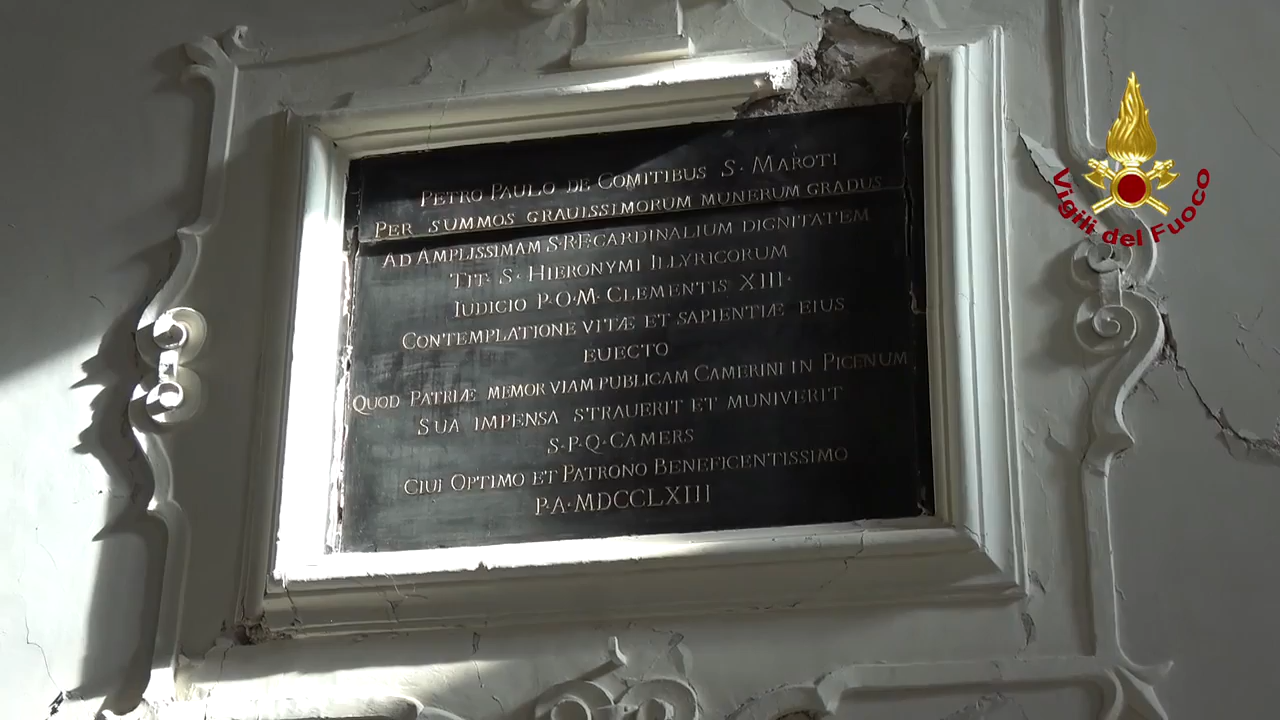 PETRO PAULO DE COMITIBUS S· MAROTI
PER SUMMOS GRAUISSIMORUM MUNERUM GRADUS
AD AMPLISSIMAM S·RE·CARDINALIUM DIGNITATEM
TIT· S· HIERONYMI ILLYRICORUM
IUDICIO P·O·M· CLEMENTIS XIII·
CONTEMPLATIONE VITÆ ET SAPIENTIÆ EIUS
EUECTO
QUOD PATRIÆ MEMOR VIAM PUBLICAM CAMERINI IN PICENUM
SUA IMPENSA STRAUERIT ET MUNIVERIT
S·P·Q·CAMERS
CIUI OPTIMO ET PATRONO BENEFICENTISSIMO
P·A·MDCCLXIII
Vigili del Fuoco